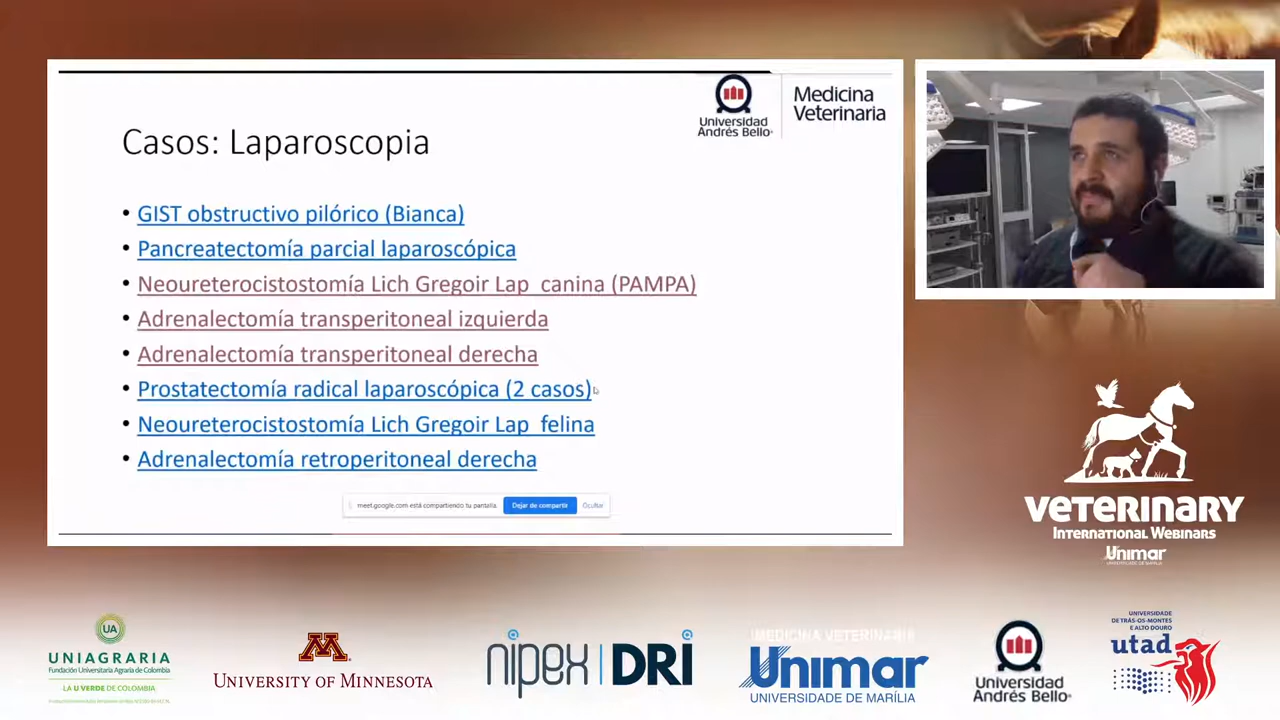 Universidad
Andrés Bello
Medicina
Veterinaria
Casos: Laparoscopia
• GIST obstructivo pilórico (Bianca)
• Pancreatectomía parcial laparoscópica
• Neoureterocistostomía Lich Gregoir Lap  canina (PAMPA)
• Adrenalectomía transperitoneal izquierda
• Adrenalectomía transperitoneal derecha
• Prostatectomía radical laparoscópica (2 casos)
• Neoureterocistostomía Lich Gregoir Lap  felina
• Adrenalectomía retroperitoneal derecha
meet.google.com está compartiendo tu pantalla.
Dejar de compartir
Ocultar
VETERINARY
INTERNATIONAL WEBINARS
Unimar
UNIVERSIDADE DE MARÍLIA
UA
UNIAGRARIA
Fundación Universitaria Agraria de Colombia
LA U VERDE DE COLOMBIA
M
UNIVERSITY OF MINNESOTA
nipex DRI
MEDICINA VETERINÁRIA
Unimar
UNIVERSIDADE DE MARÍLIA
Universidad
Andrés Bello
UNIVERSIDADE
DE TRÁS-OS-MONTES
E ALTO DOURO
utad